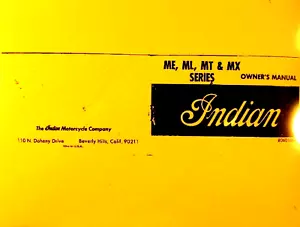 ME, ML, MT & MX
SERIES
OWNER'S MANUAL
Indian
The Indian Motorcycle Company
110 N. Doheny Drive Beverly Hills, Calif. 90211